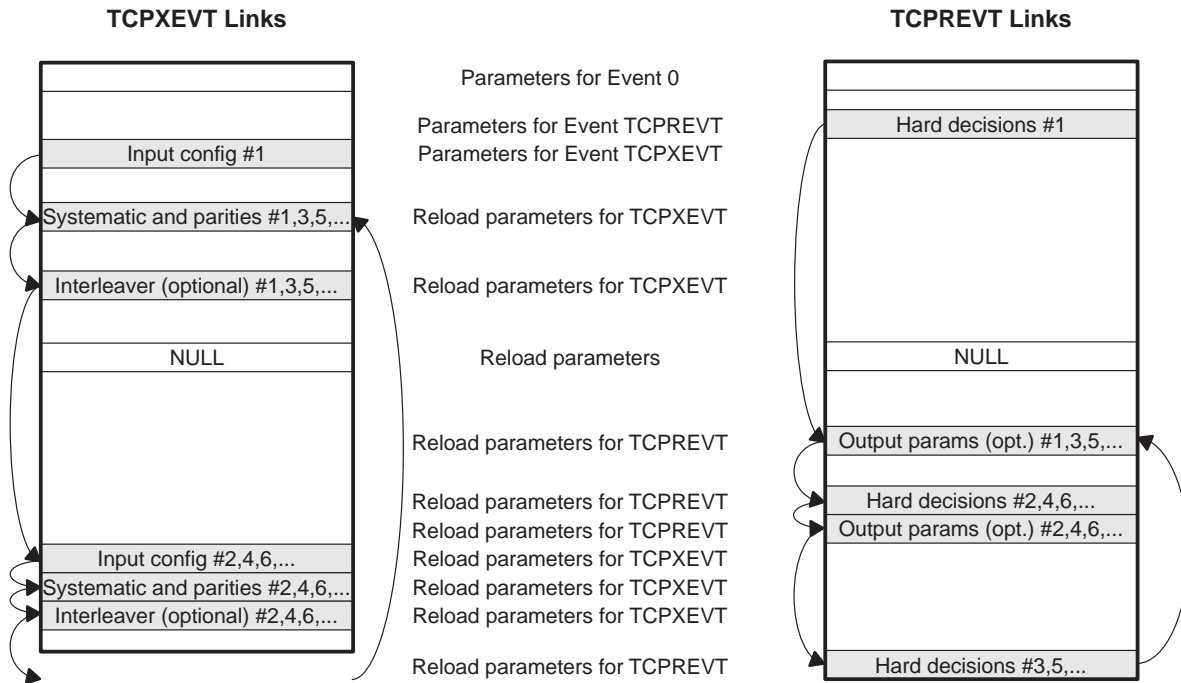 TCPXEVT Links
TCPREVT Links
Parameters for Event 0
Parameters for Event TCPREVT
Hard decisions #1
Input config #1
Parameters for Event TCPXEVT
Systematic and parities #1,3,5,...
Reload parameters for TCPXEVT
Interleaver (optional) #1,3,5,...
Reload parameters for TCPXEVT
NULL
Reload parameters
NULL
Reload parameters for TCPREVT
Output params (opt.) #1,3,5,...
Reload parameters for TCPREVT
Hard decisions #2,4,6,...
Reload parameters for TCPREVT
Output params (opt.) #2,4,6,...
Input config #2,4,6,...
Reload parameters for TCPXEVT
Systematic and parities #2,4,6,...
Reload parameters for TCPXEVT
Interleaver (optional) #2,4,6,...
Reload parameters for TCPXEVT
Reload parameters for TCPREVT
Hard decisions #3,5,...